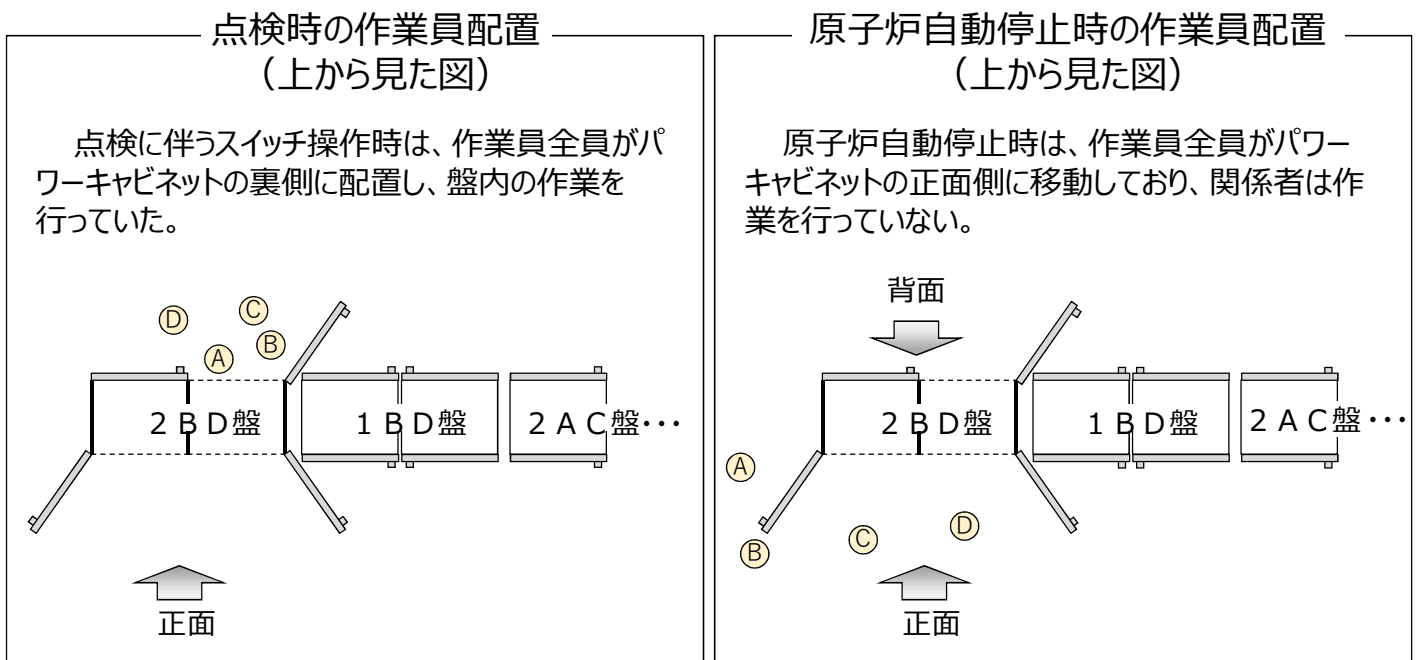 点検時の作業員配置
（上から見た図）
点検に伴うスイッチ操作時は、作業員全員がパ
ワーキャビネットの裏側に配置し、盤内の作業を
行っていた。
D
C
B
A
２ＢＤ盤
１ＢＤ盤
２ＡＣ盤･･･
正面
原子炉自動停止時の作業員配置
（上から見た図）
原子炉自動停止時は、作業員全員がパワー
キャビネットの正面側に移動しており、関係者は作
業を行っていない。
背面
２ＢＤ盤
１ＢＤ盤
２ＡＣ盤･･･
A
B
C
D
正面